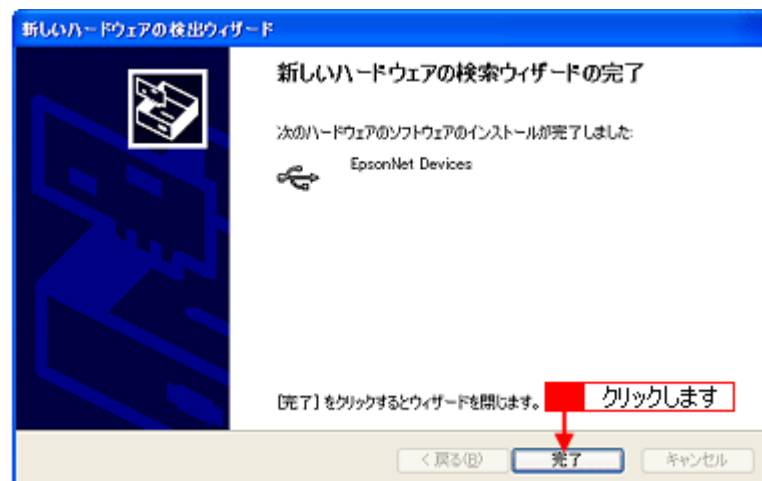 新しいハードウェアの検出ウィザード
新しいハードウェアの検索ウィザードの完了
次のハードウェアのソフトウェアのインストールが完了しました:
EpsonNet Devices
[完了] をクリックするとウィザードを閉じます。
クリックします
< 戻る(B)
完了
キャンセル